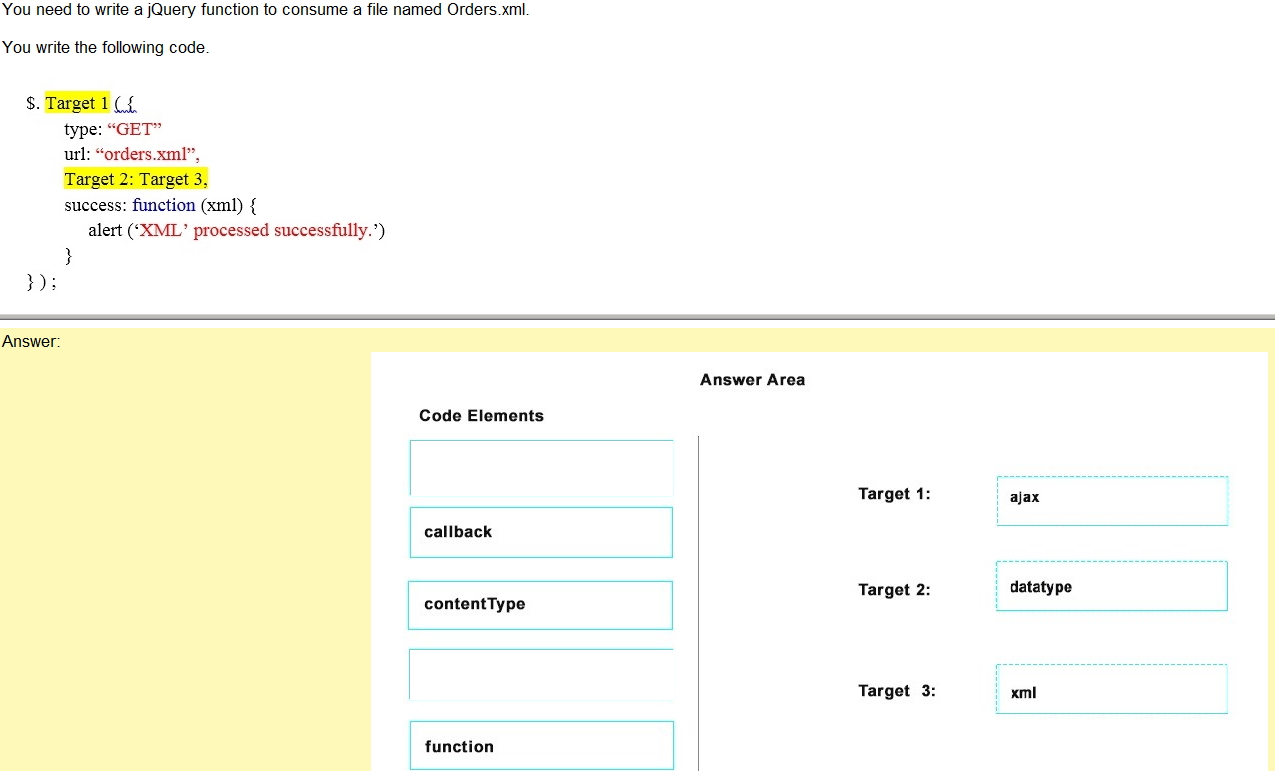 You need to write a jQuery function to consume a file named Orders.xml.
You write the following code.
$. Target 1 ({
type: “GET”
url: “orders.xml”,
Target 2: Target 3,
success: function (xml) {
alert (‘XML’ processed successfully.’)
}
});
Answer:
Answer Area
Code Elements
callback
contentType
function
Target 1:
ajax
Target 2:
datatype
Target 3:
xml